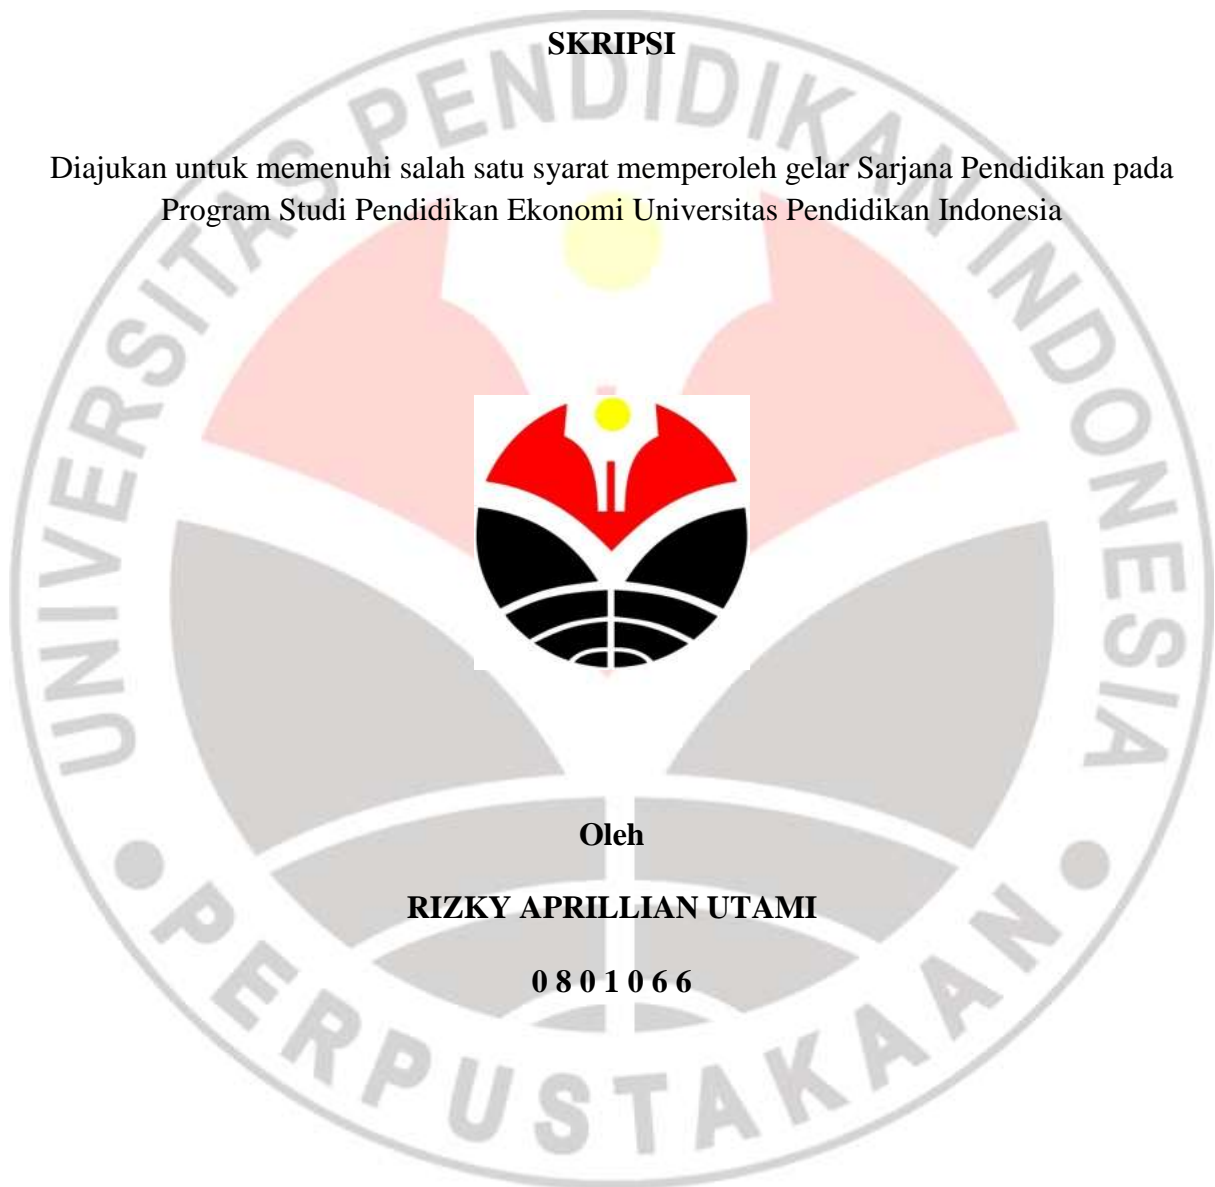 SKRIPSI
Diajukan untuk memenuhi salah satu syarat memperoleh gelar Sarjana Pendidikan pada
Program Studi Pendidikan Ekonomi Universitas Pendidikan Indonesia
Oleh
RIZKY APRILLIAN UTAMI
0 8 0 1 0 6 6
UNIVERSITAS PENDIDIKAN INDONESIA
PERPUSTAKAAN